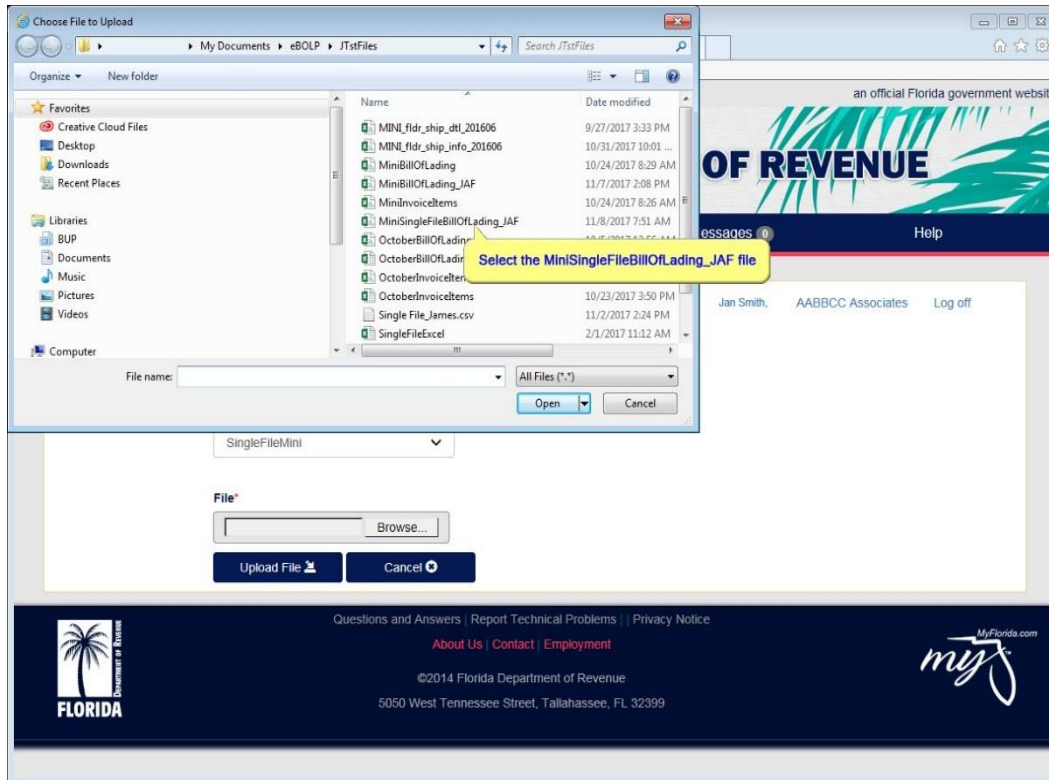 Choose File to Upload
My Documents ▸ eBOLP ▸ JTstFiles
Search JTstFiles
Organize
New folder
Favorites
Creative Cloud Files
Desktop
Downloads
Recent Places
Libraries
BUP
Documents
Music
Pictures
Videos
Computer
Name Date modified
MINI_fldr_ship_dtl_201606 9/27/2017 3:33 PM
MINI_fldr_ship_info_201606 10/31/2017 10:01 ...
MiniBillOfLading 10/24/2017 8:29 AM
MiniBillOfLading_JAF 11/7/2017 2:08 PM
MiniInvoiceItems 10/24/2017 8:26 AM
MiniSingleFileBillOfLading_JAF 11/8/2017 7:51 AM
OctoberBillOfLading
OctoberBillOfLadin
OctoberInvoiceIte
OctoberInvoiceItems 10/23/2017 3:50 PM
Single File_James.csv 11/2/2017 2:24 PM
SingleFileExcel 2/1/2017 11:12 AM
Select the MiniSingleFileBillOfLading_JAF file
File name:
All Files (*.*)
Open
Cancel
an official Florida government websit
OF REVENUE
essages 0
Help
Jan Smith, AABBCC Associates Log off
SingleFileMini
File*
Browse...
Upload File
Cancel
Questions and Answers | Report Technical Problems | | Privacy Notice
About Us | Contact | Employment
©2014 Florida Department of Revenue
5050 West Tennessee Street, Tallahassee, FL 32399
DEPARTMENT OF REVENUE
FLORIDA
MyFlorida.com
my